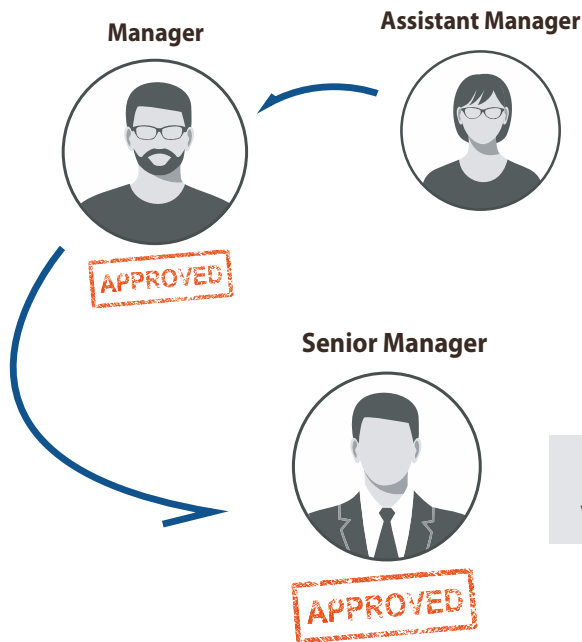 Manager
Assistant Manager
APPROVED
Senior Manager
APPROVED